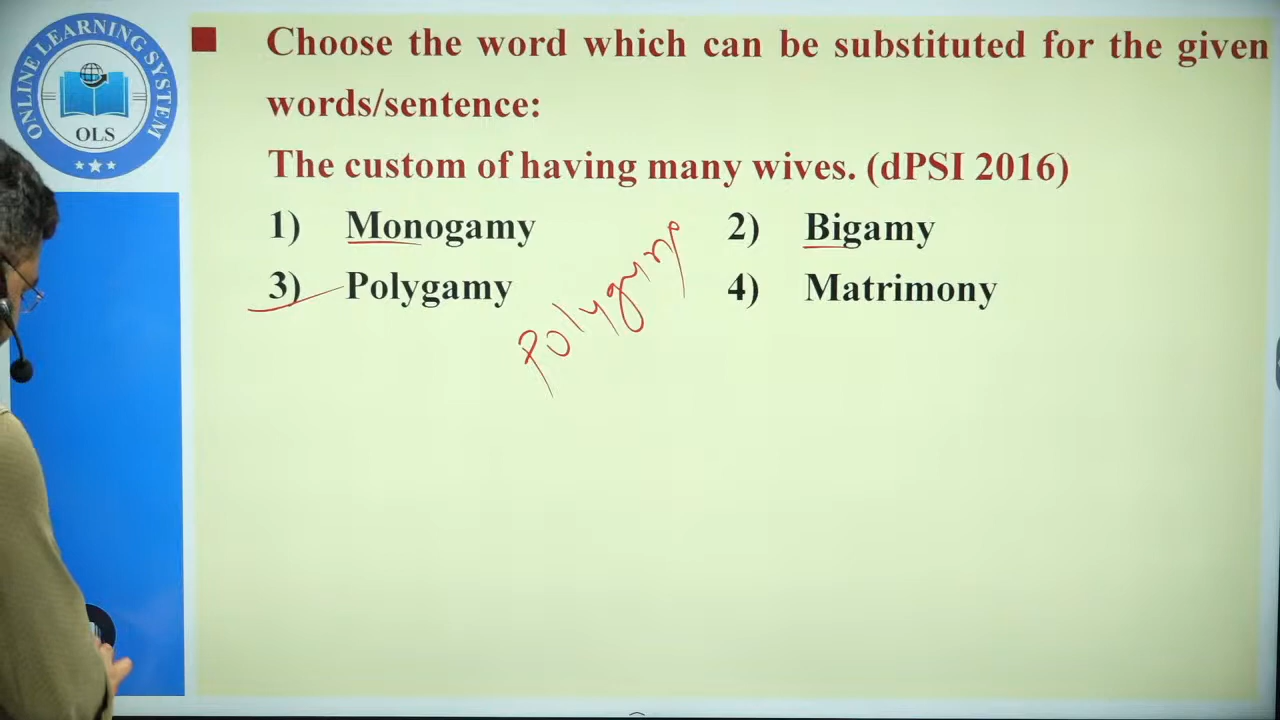 ONLINE LEARNING SYSTEM
OLS
Choose the word which can be substituted for the given
words/sentence:
The custom of having many wives. (dPSI 2016)
1) Monogamy 2) Bigamy
3) Polygamy 4) Matrimony
Polygyny